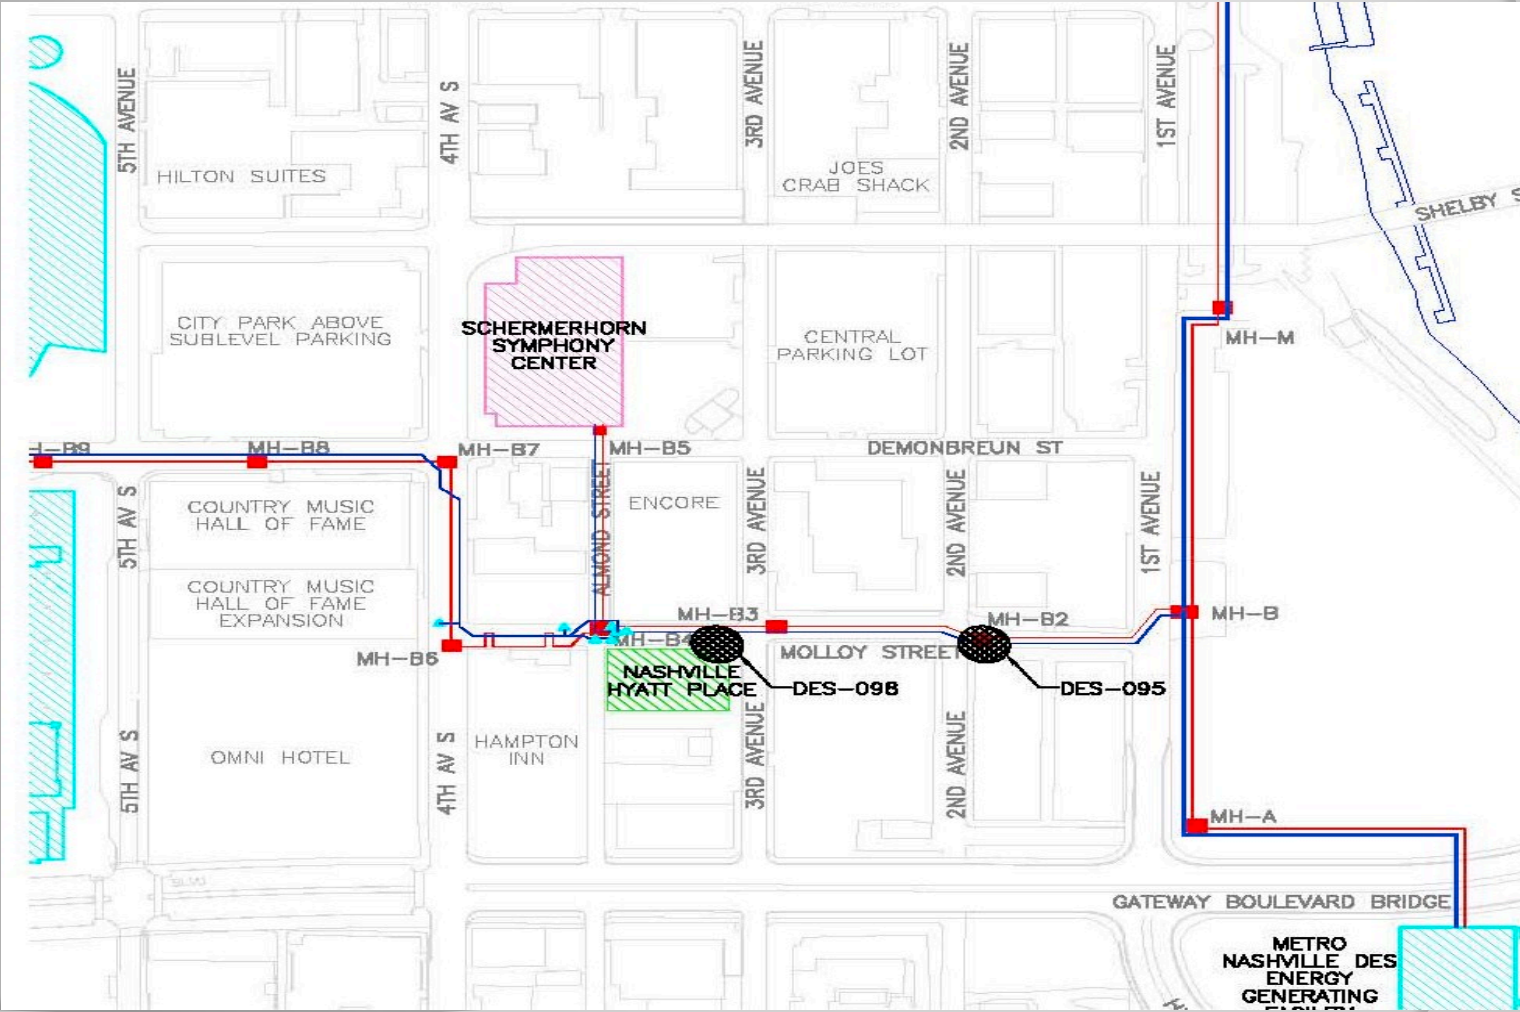 5TH AVENUE
4TH AV S
3RD AVENUE
2ND AVENUE
1ST AVENUE
HILTON SUITES
JOES
CRAB SHACK
SHELBY S
CITY PARK ABOVE
SUBLEVEL PARKING
SCHERMERHORN
SYMPHONY
CENTER
CENTRAL
PARKING LOT
MH-M
H-B9
MH-B8
MH-B7
MH-B5
DEMONBREUN ST
5TH AV S
COUNTRY MUSIC
HALL OF FAME
ALMOND STREET
ENCORE
3RD AVENUE
2ND AVENUE
1ST AVENUE
COUNTRY MUSIC
HALL OF FAME
EXPANSION
MH-B3
MH-B2
MH-B
MH-B6
MH-B4
MOLLOY STREET
NASHVILLE
HYATT PLACE
DES-098
DES-095
5TH AV S
OMNI HOTEL
4TH AV S
HAMPTON
INN
3RD AVENUE
2ND AVENUE
MH-A
GATEWAY BOULEVARD BRIDGE
METRO
NASHVILLE DES
ENERGY
GENERATING
FACILITY